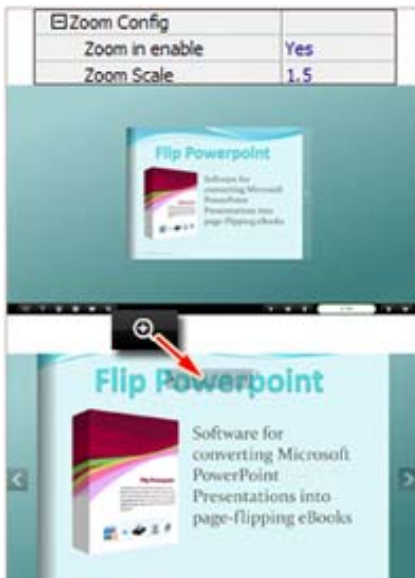 Zoom Config
Zoom in enable Yes
Zoom Scale 1.5
Flip Powerpoint
Software for
converting Microsoft
PowerPoint
Presentations into
page-flipping eBooks
Flip Powerpoint
Software for
converting Microsoft
PowerPoint
Presentations into
page-flipping eBooks